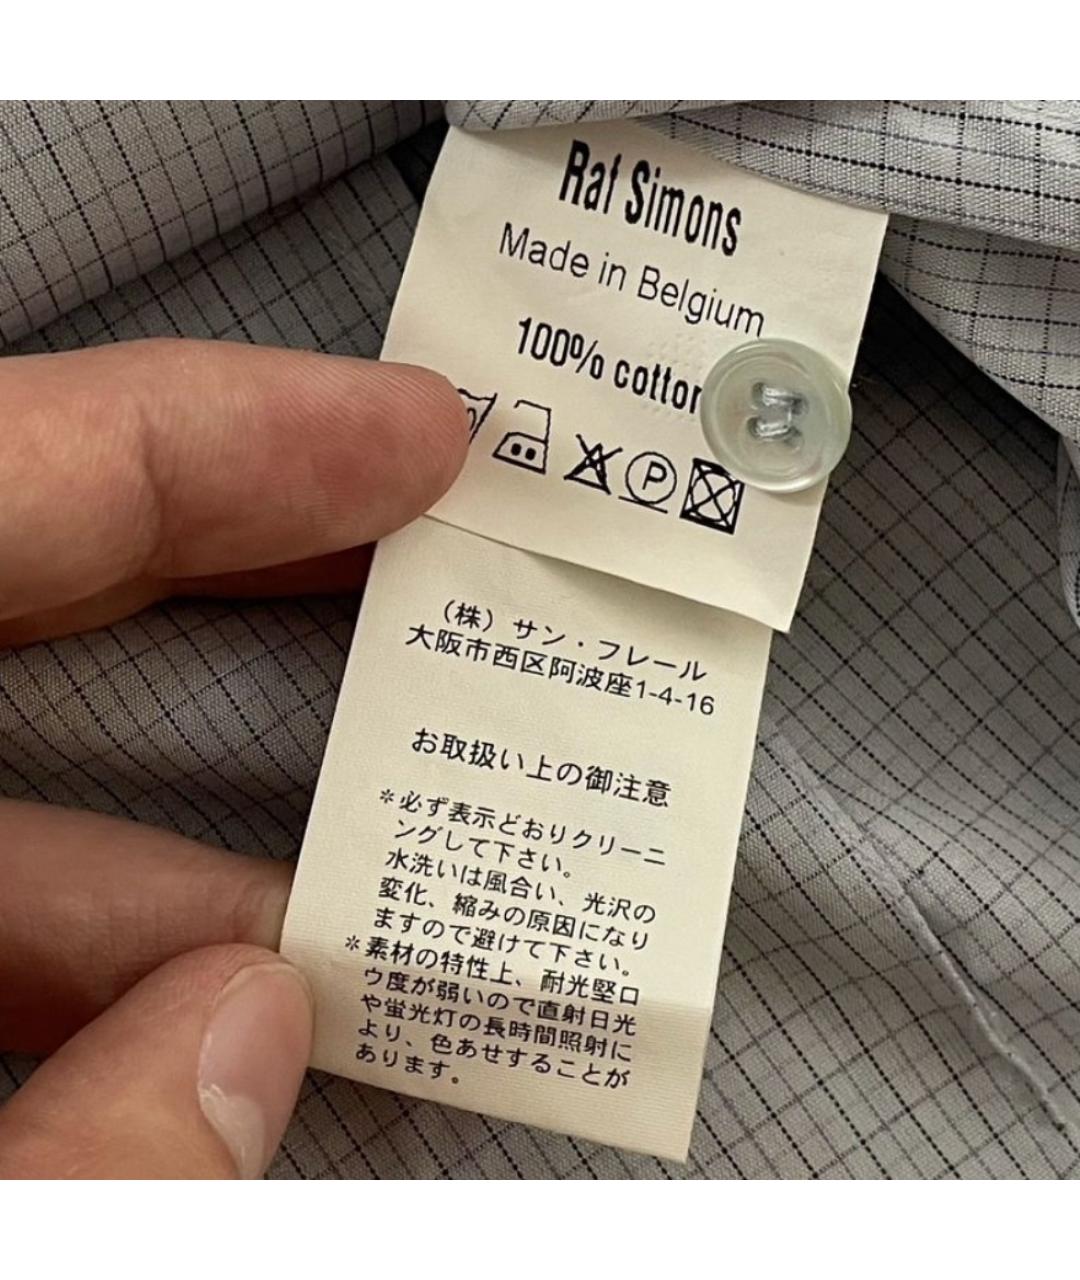 Raf Simons
Made in Belgium
100% cotton
P
（株）サン・フレール
大阪市西区阿波座1-4-16
お取扱い上の御注意
＊必ず表示どおりクリーニ
ングして下さい。
水洗いは風合い、光沢の
変化、縮みの原因になり
ますので避けて下さい。
＊素材の特性上、耐光堅ロ
ウ度が弱いので直射日光
や蛍光灯の長時間照射に
より、色あせすることが
あります。